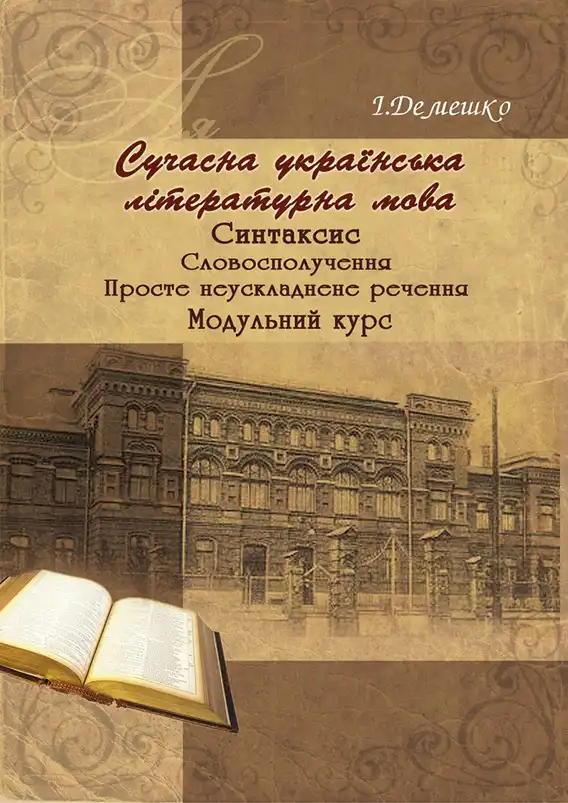 І.Демешко
Сучасна українська
літературна мова
Синтаксис
Словосполучення
Просте неускладнене речення
Модульний курс